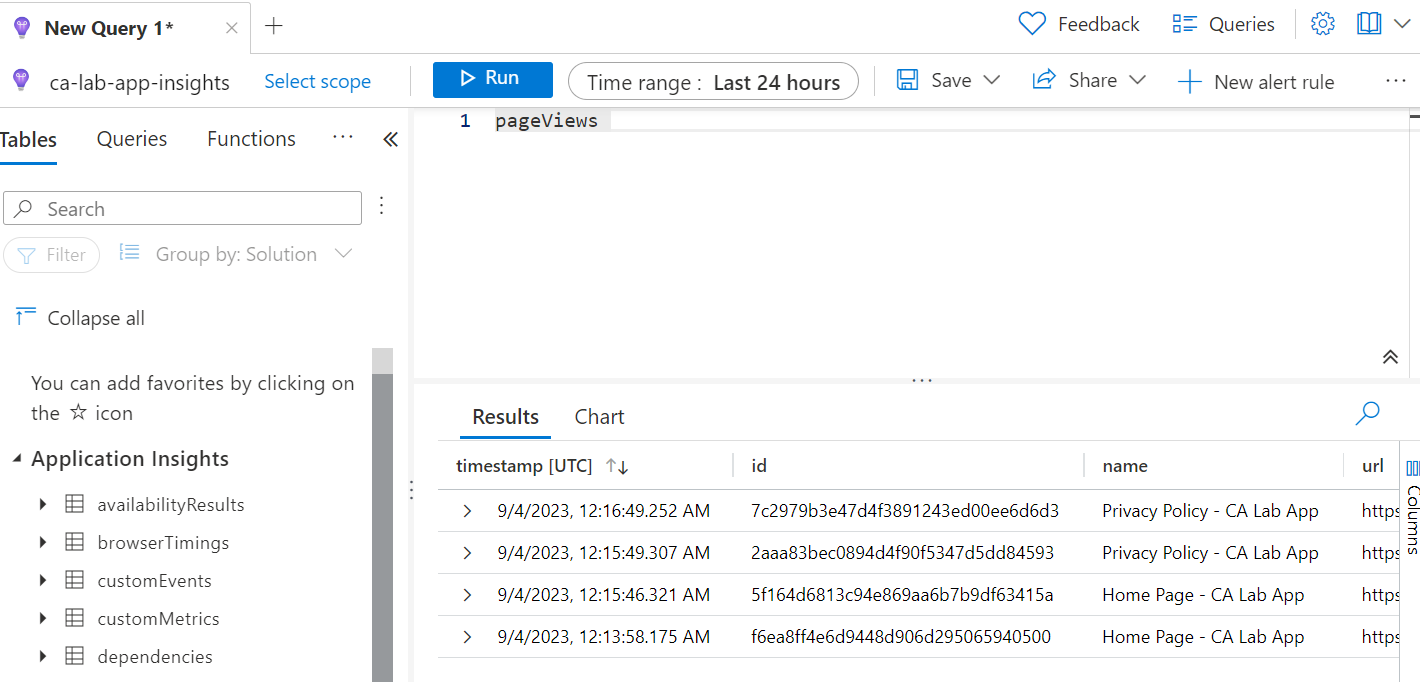 New Query 1*
Feedback
Queries
ca-lab-app-insights
Select scope
Run
Time range : Last 24 hours
Save
Share
New alert rule
Tables
Queries
Functions
1 pageViews
Search
Filter
Group by: Solution
Collapse all
You can add favorites by clicking on
the ☆ icon
Application Insights
availabilityResults
browserTimings
customEvents
customMetrics
dependencies
Results
Chart
timestamp [UTC] id name url
9/4/2023, 12:16:49.252 AM 7c2979b3e47d4f3891243ed00ee6d6d3 Privacy Policy - CA Lab App https
9/4/2023, 12:15:49.307 AM 2aaa83bec0894d4f90f5347d5dd84593 Privacy Policy - CA Lab App https
9/4/2023, 12:15:46.321 AM 5f164d6813c94e869aa6b7b9df63415a Home Page - CA Lab App https
9/4/2023, 12:13:58.175 AM f6ea8ff4e6d9448d906d295065940500 Home Page - CA Lab App https
Columns